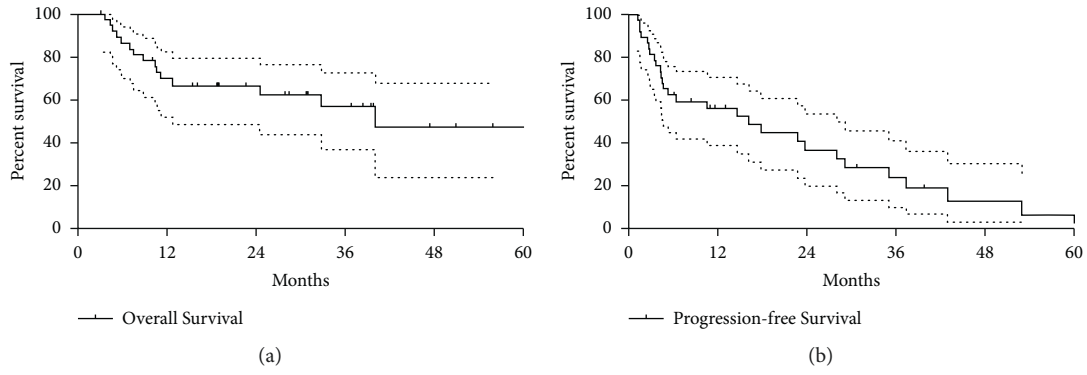 100
80
60
40
20
0
Percent survival
0 12 24 36 48 60
Months
Overall Survival
(a)
100
80
60
40
20
0
Percent survival
0 12 24 36 48 60
Months
Progression-free Survival
(b)